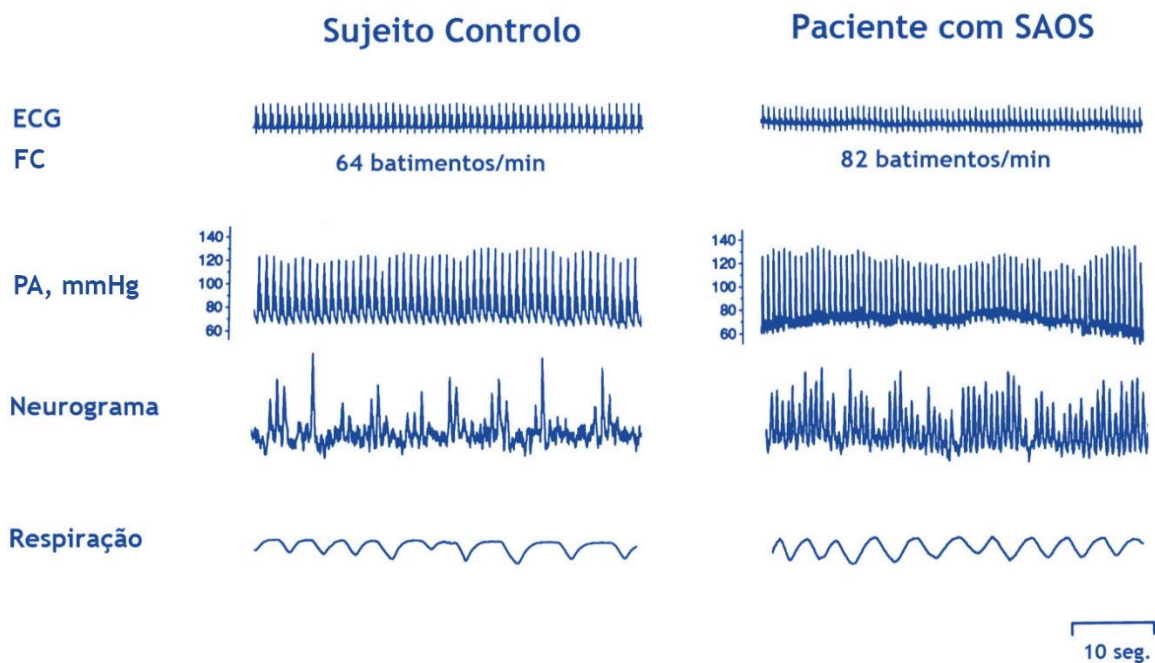 Sujeito Controlo
Paciente com SAOS
ECG
FC
64 batimentos/min
82 batimentos/min
PA, mmHg
140
120
100
80
60
140
120
100
80
60
Neurograma
Respiração
10 seg.